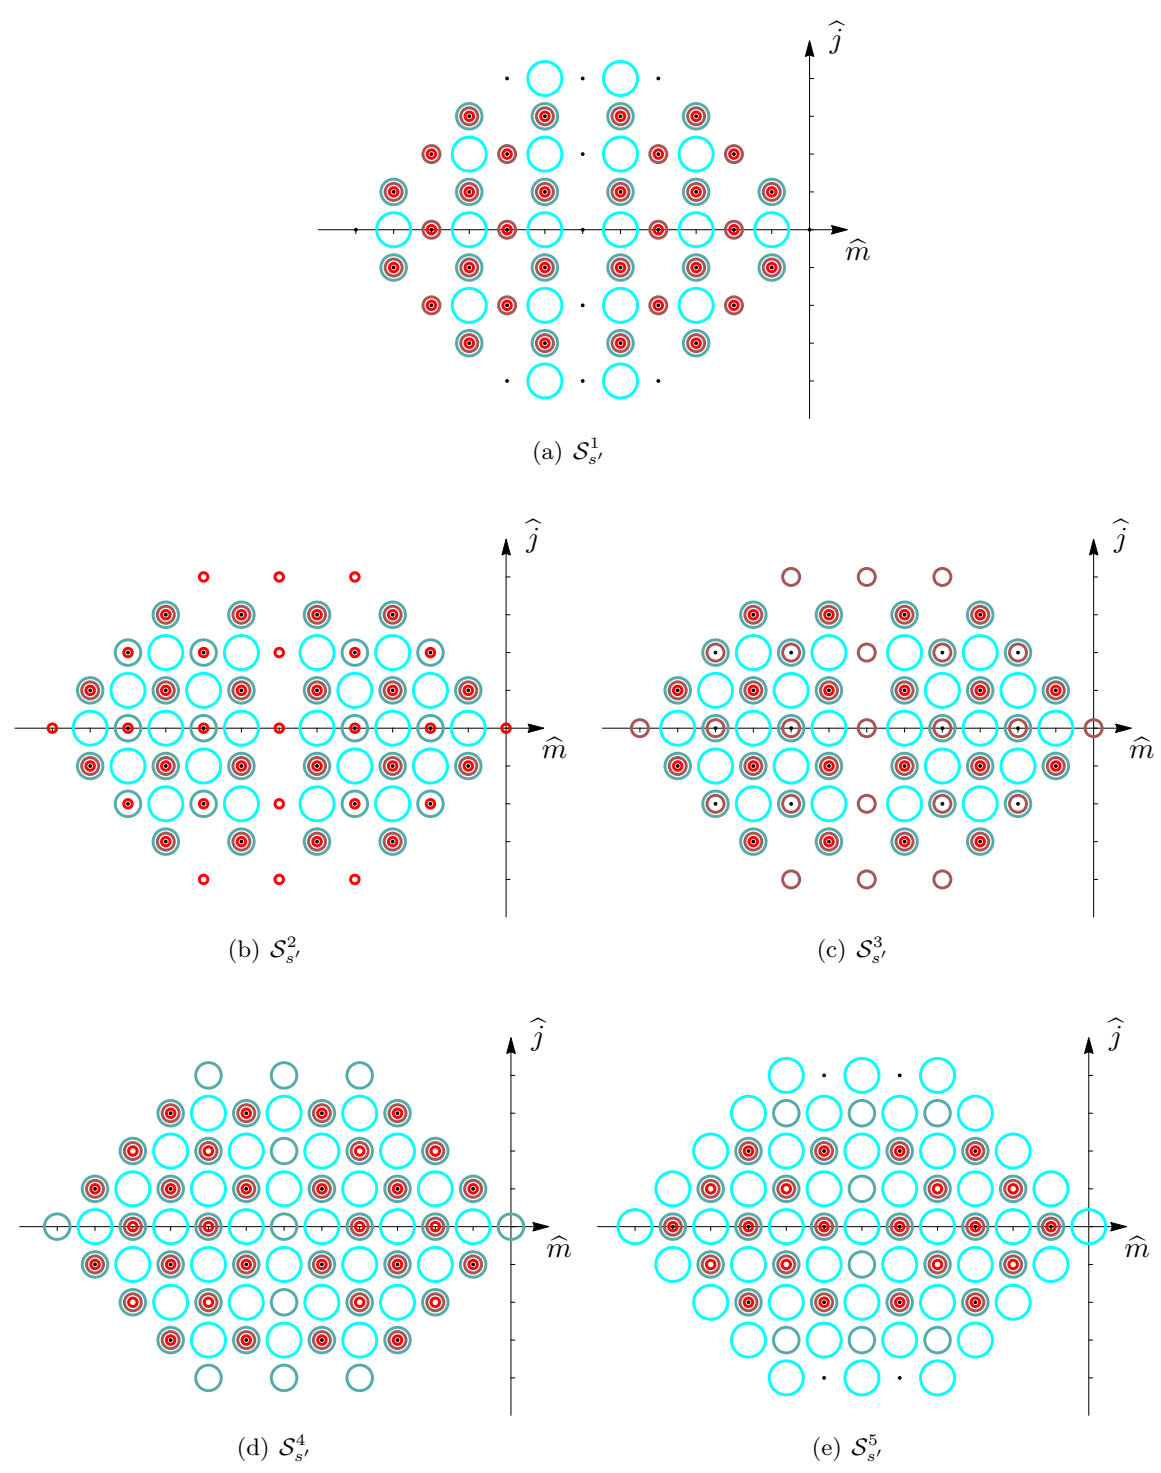 ĵ
m̂
(a) 𝒮¹ₛ′
ĵ
ĵ
m̂
m̂
(b) 𝒮²ₛ′
(c) 𝒮³ₛ′
ĵ
ĵ
m̂
m̂
(d) 𝒮⁴ₛ′
(e) 𝒮⁵ₛ′